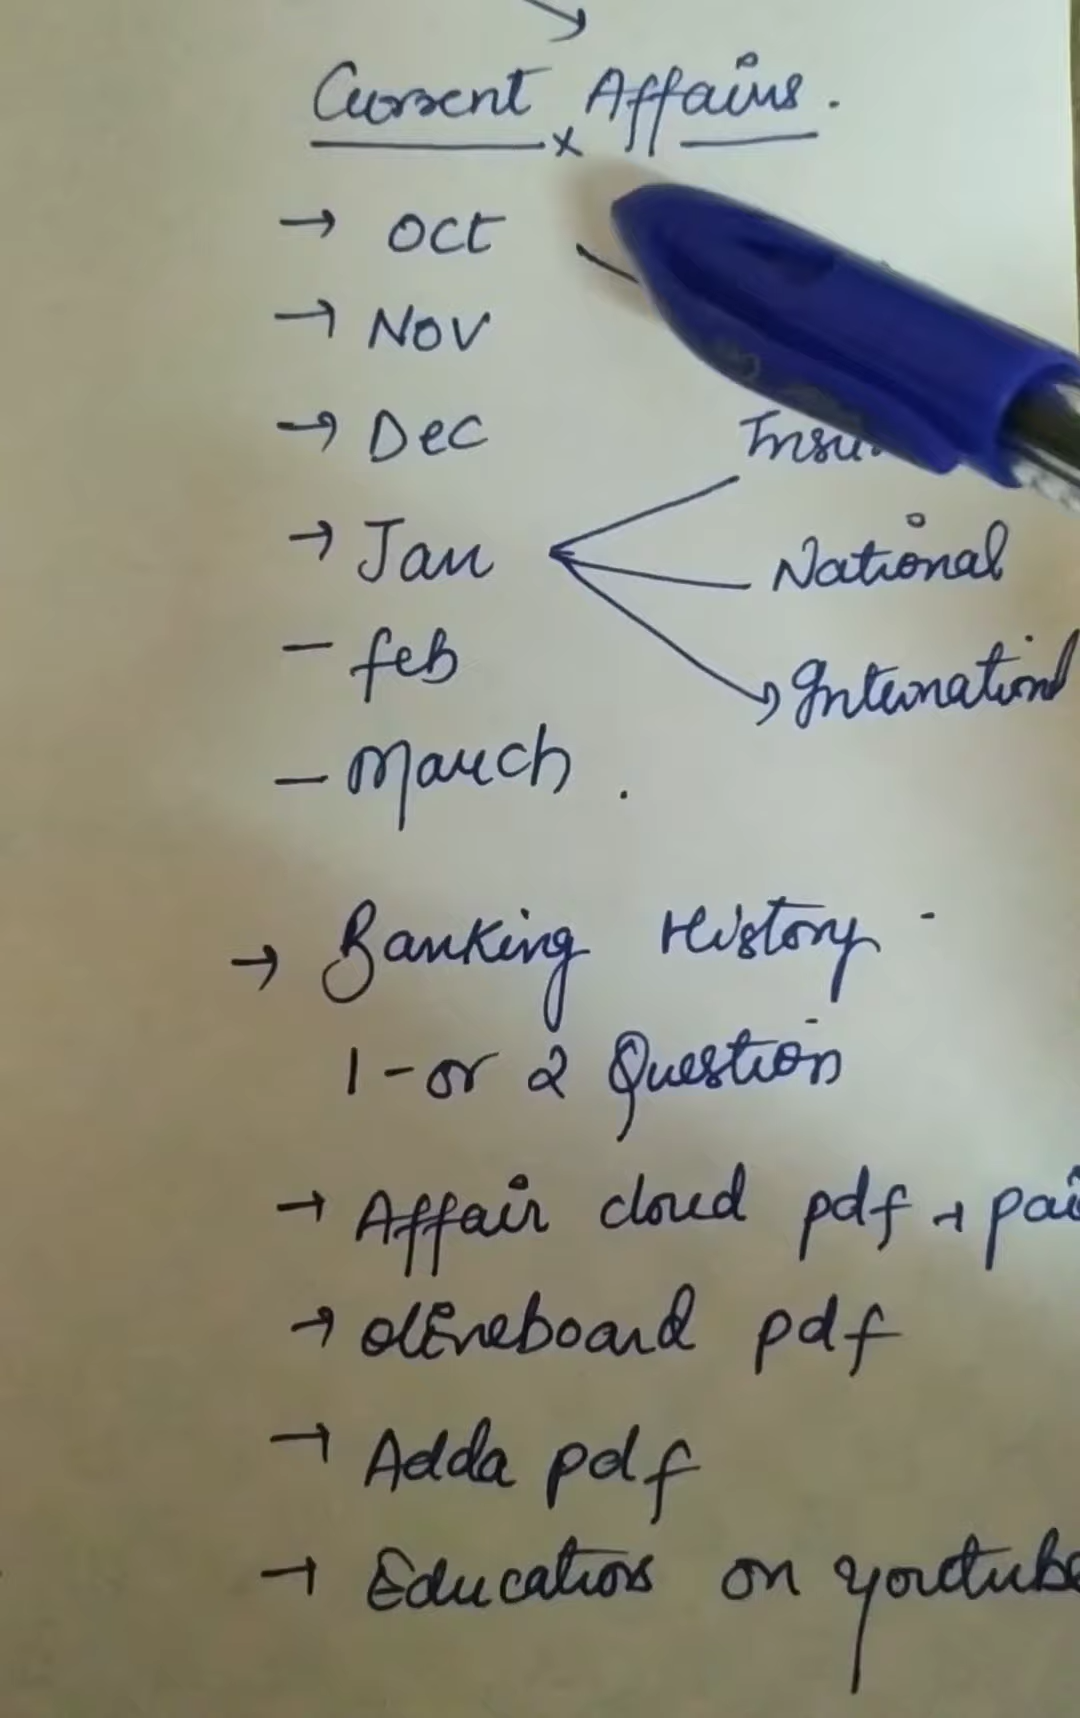 Current Affairs.
→ Oct
→ Nov
→ Dec
→ Jan
National
International
- feb
- March.
→ Banking History -
1-or 2 Question
→ Affair cloud pdf +
→ oliveboard pdf
→ Adda pdf
→ Educators on youtube